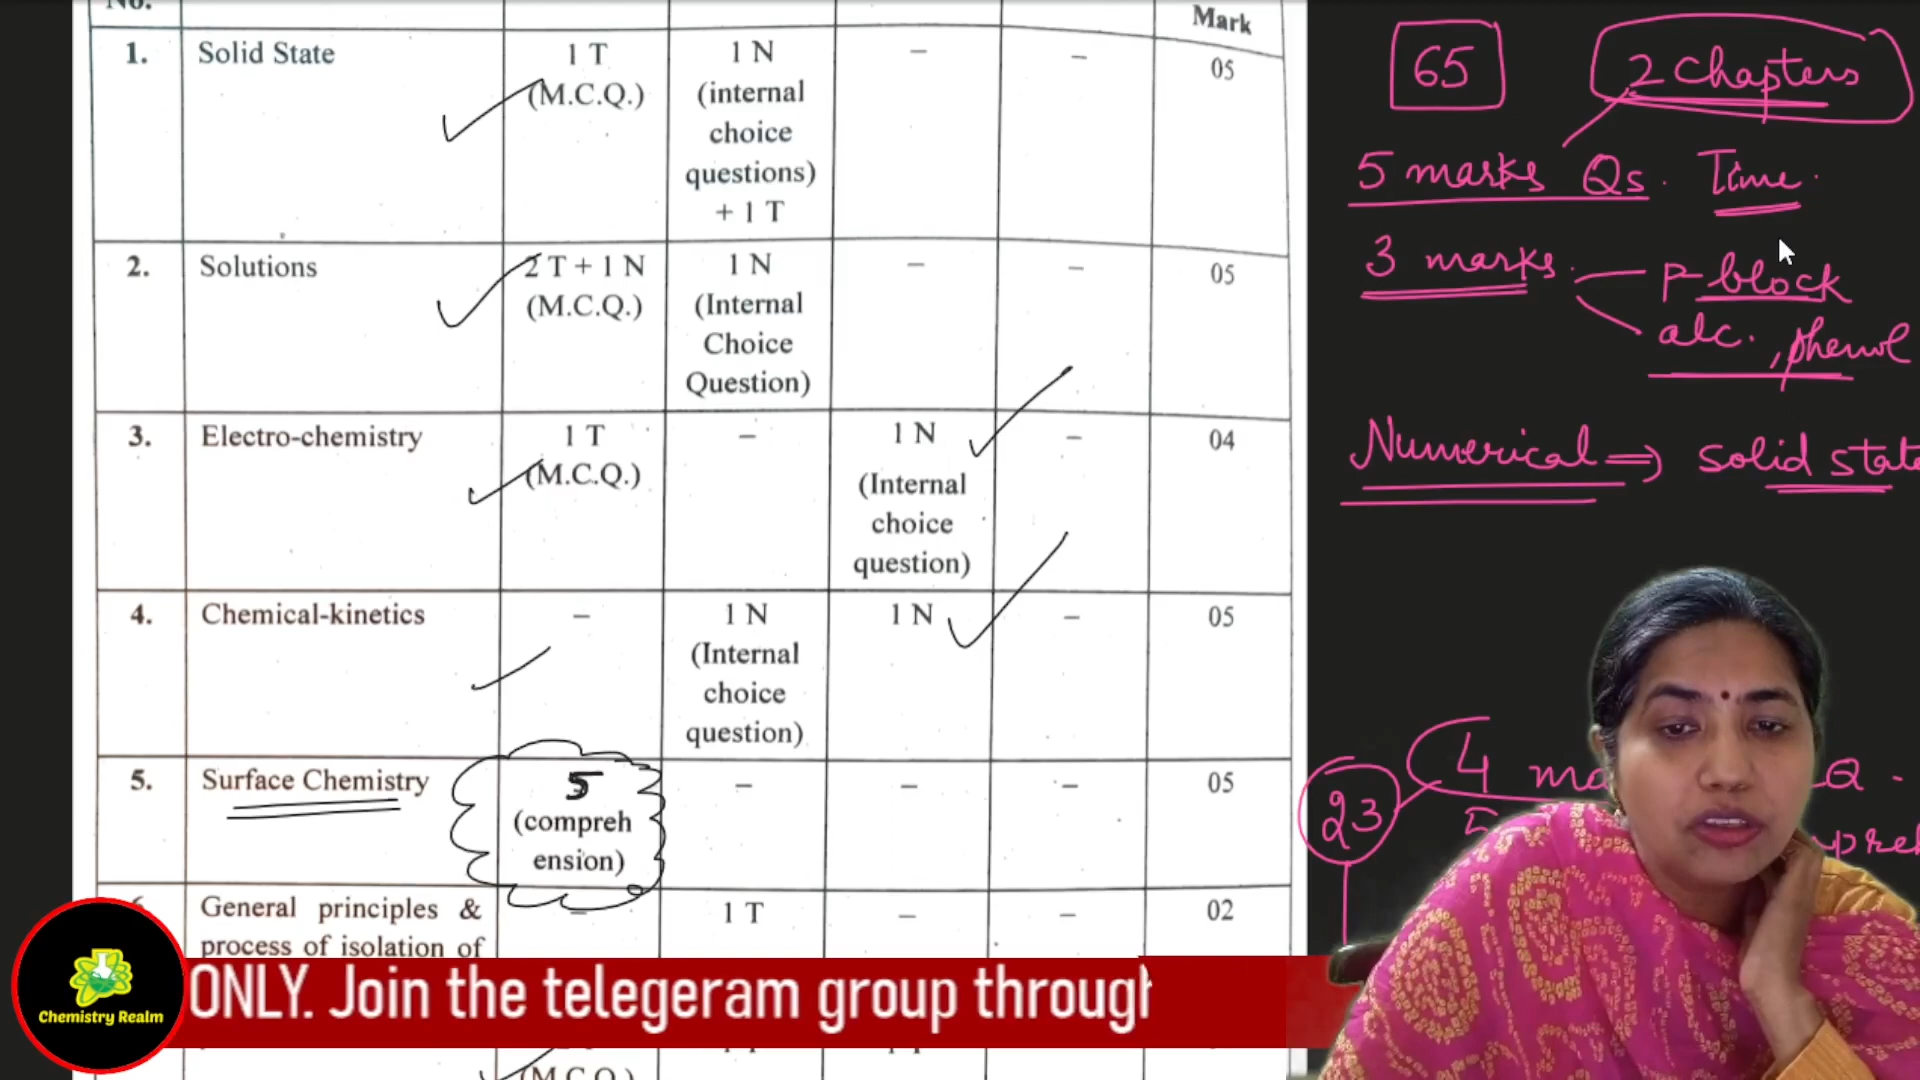 No.
Mark
1. Solid State 1 T 1 N – – 05
(M.C.Q.) (internal
choice
questions)
+ 1 T
2. Solutions 2 T + 1 N 1 N – – 05
(M.C.Q.) (Internal
Choice
Question)
3. Electro-chemistry 1 T – 1 N – 04
(M.C.Q.) (Internal
choice
question)
4. Chemical-kinetics – 1 N 1 N – 05
(Internal
choice
question)
5. Surface Chemistry 5 – – – 05
(compreh
ension)
General principles & – 1 T – – 02
process of isolation of
(M.C.Q.)
65 2 Chapters
5 marks Qs. Time.
3 marks. p-block
alc., phenol
Numerical ⇒ solid state
23 4
5
Chemistry Realm
ONLY. Join the telegeram group through